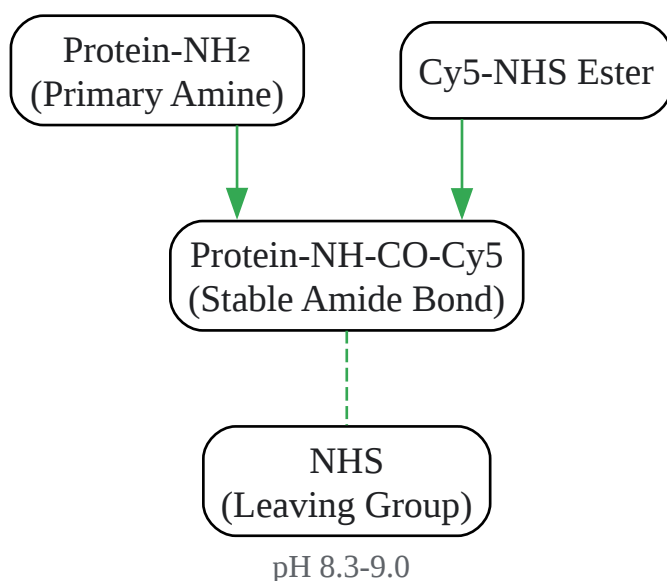 Protein-NH₂
(Primary Amine)
Cy5-NHS Ester
Protein-NH-CO-Cy5
(Stable Amide Bond)
NHS
(Leaving Group)
pH 8.3-9.0